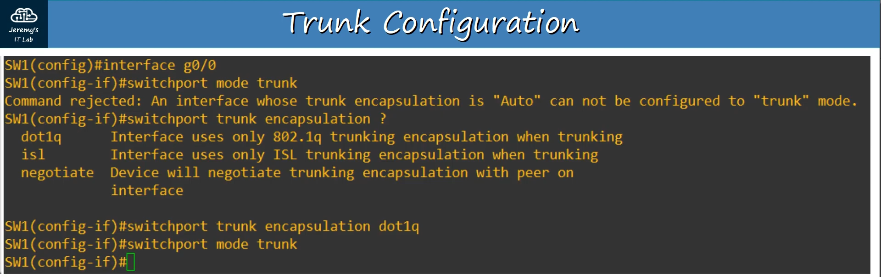 Jeremy's
IT Lab
Trunk Configuration
SW1(config)#interface g0/0
SW1(config-if)#switchport mode trunk
Command rejected: An interface whose trunk encapsulation is "Auto" can not be configured to "trunk" mode.
SW1(config-if)#switchport trunk encapsulation ?
  dot1q      Interface uses only 802.1q trunking encapsulation when trunking
  isl        Interface uses only ISL trunking encapsulation when trunking
  negotiate  Device will negotiate trunking encapsulation with peer on
             interface
SW1(config-if)#switchport trunk encapsulation dot1q
SW1(config-if)#switchport mode trunk
SW1(config-if)#